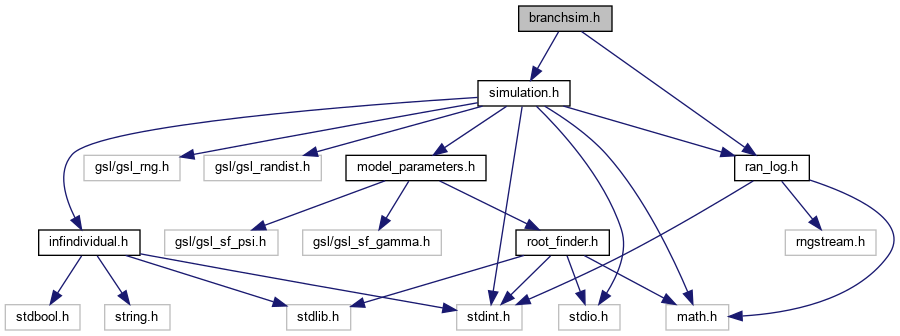 branchsim.h
simulation.h
gsl/gsl_rng.h
gsl/gsl_randist.h
model_parameters.h
ran_log.h
infindividual.h
gsl/gsl_sf_psi.h
gsl/gsl_sf_gamma.h
root_finder.h
rngstream.h
stdbool.h
string.h
stdlib.h
stdint.h
stdio.h
math.h